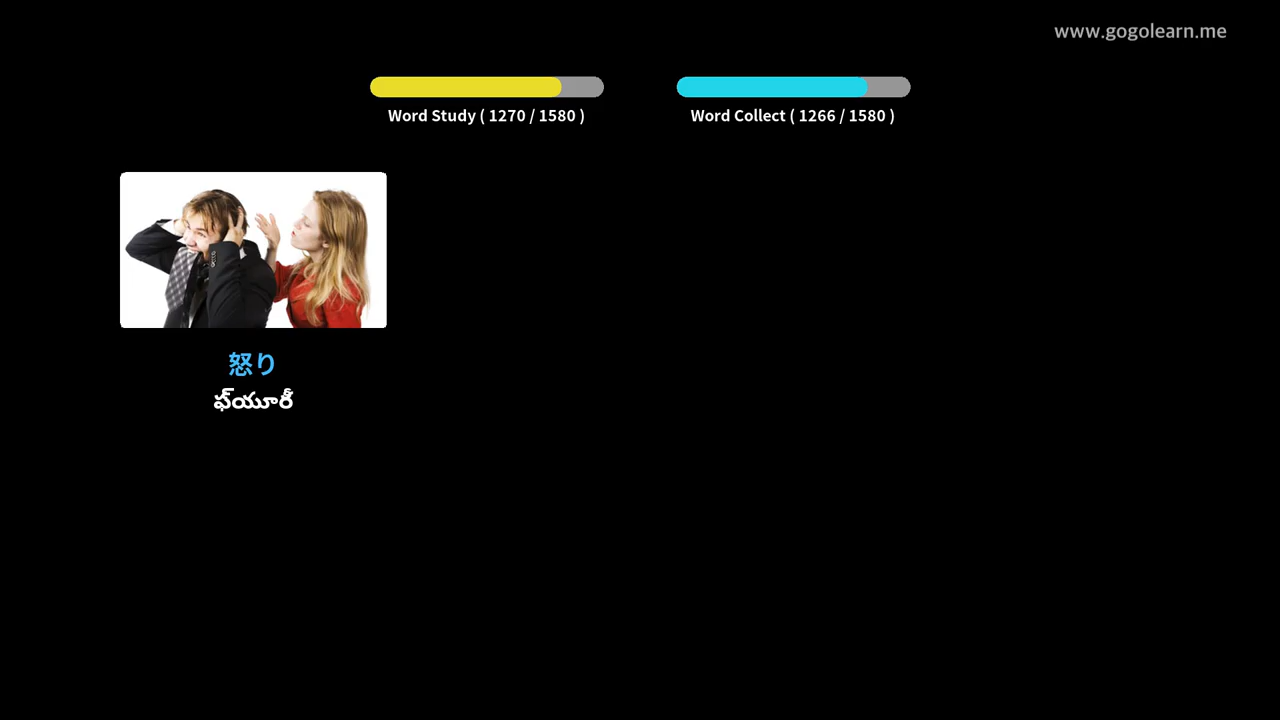 www.gogolearn.me
Word Study ( 1270 / 1580 )
Word Collect ( 1266 / 1580 )
怒り
ఫ్యూరీ